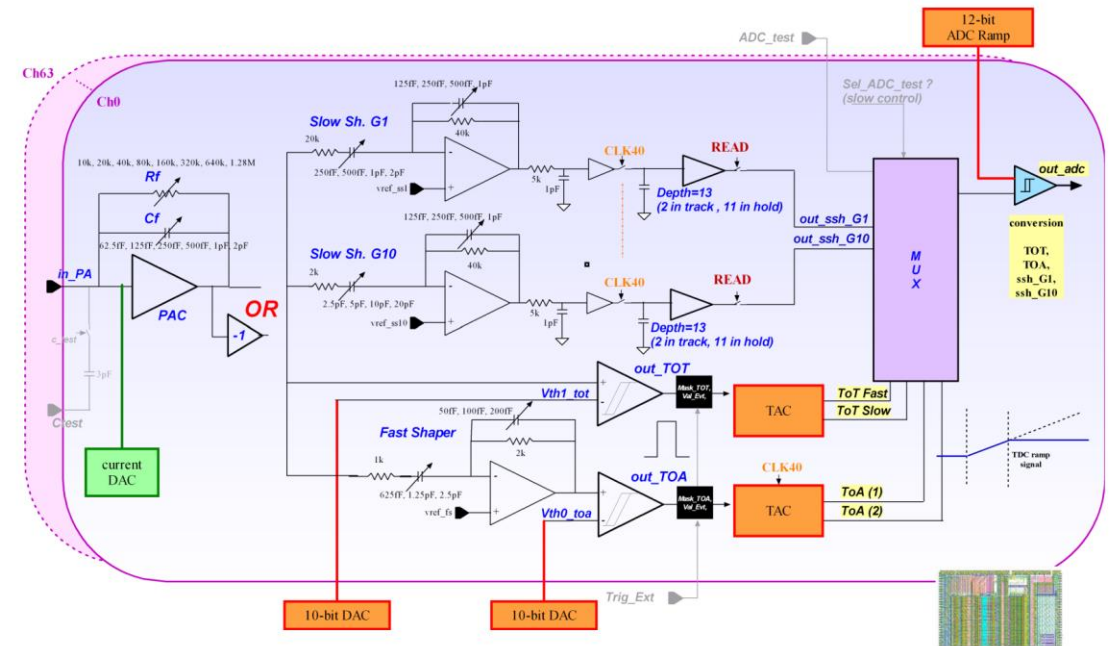 12-bit
ADC Ramp
ADC_test
Ch63
Ch0
Sel_ADC_test ?
(slow control)
125fF, 250fF, 500fF, 1pF
Slow Sh. G1
20k
40k
250fF, 500fF, 1pF, 2pF
vref_ss1
5k
1pF
CLK40
READ
Depth=13
(2 in track , 11 in hold)
out_ssh_G1
out_ssh_G10
out_adc
10k, 20k, 40k, 80k, 160k, 320k, 640k, 1.28M
Rf
Cf
62.5fF, 125fF, 250fF, 500fF, 1pF, 2pF
in_PA
PAC
OR
-1
125fF, 250fF, 500fF, 1pF
Slow Sh. G10
2k
40k
2.5pF, 5pF, 10pF, 20pF
vref_ss10
5k
1pF
CLK40
READ
Depth=13
(2 in track, 11 in hold)
M
U
X
conversion
TOT,
TOA,
ssh_G1,
ssh_G10
3pF
current
DAC
out_TOT
Vth1_tot
Mask_TOT,
Val_Evt,
TAC
ToT Fast
ToT Slow
50fF, 100fF, 200fF
Fast Shaper
1k
2k
625fF, 1.25pF, 2.5pF
vref_fs
out_TOA
Vth0_toa
Mask_TOA,
Val_Evt,
CLK40
TAC
ToA (1)
ToA (2)
TDC ramp
signal
10-bit DAC
10-bit DAC
Trig_Ext